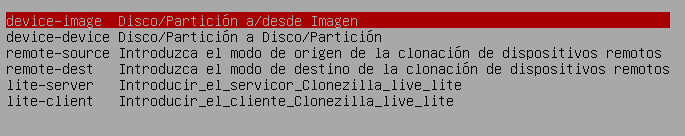 device-image Disco/Partición a/desde Imagen
device-device Disco/Partición a Disco/Partición
remote-source Introduzca el modo de origen de la clonación de dispositivos remotos
remote-dest Introduzca el modo de destino de la clonación de dispositivos remotos
lite-server Introducir_el_servicor_Clonezilla_live_lite
lite-client Introducir_el_cliente_Clonezilla_live_lite